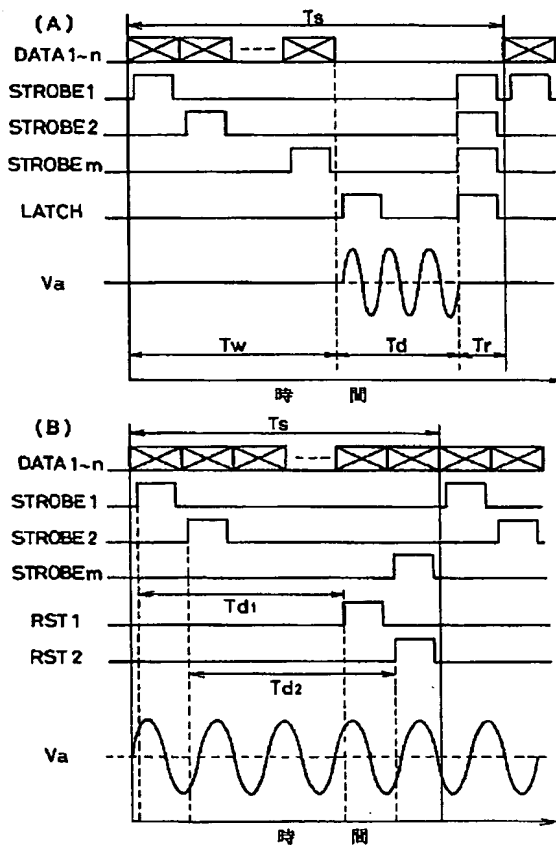 (A)
Ts
DATA 1~n
STROBE 1
STROBE 2
STROBE m
LATCH
Va
Tw Td Tr
時 間
(B)
Ts
DATA 1~n
STROBE 1
STROBE 2
STROBE m
Td1
RST 1
RST 2
Td2
Va
時 間